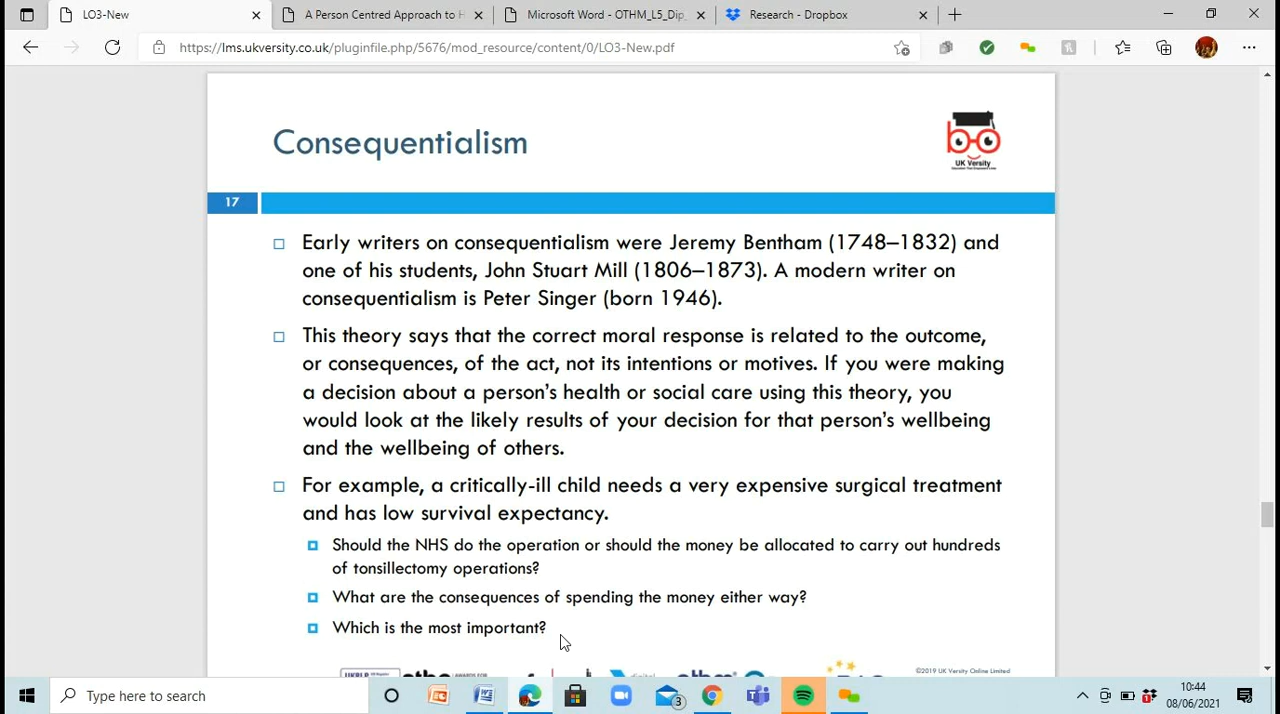 LO3-New
A Person Centred Approach to H
Microsoft Word - OTHM_L5_Dip_
Research - Dropbox
https://lms.ukversity.co.uk/pluginfile.php/5676/mod_resource/content/0/LO3-New.pdf
Consequentialism
UK Versity
17
Early writers on consequentialism were Jeremy Bentham (1748–1832) and
one of his students, John Stuart Mill (1806–1873). A modern writer on
consequentialism is Peter Singer (born 1946).
This theory says that the correct moral response is related to the outcome,
or consequences, of the act, not its intentions or motives. If you were making
a decision about a person's health or social care using this theory, you
would look at the likely results of your decision for that person's wellbeing
and the wellbeing of others.
For example, a critically-ill child needs a very expensive surgical treatment
and has low survival expectancy.
Should the NHS do the operation or should the money be allocated to carry out hundreds
of tonsillectomy operations?
What are the consequences of spending the money either way?
Which is the most important?
©2019 UK Versity Online Limited
Type here to search
3
10:44
08/06/2021